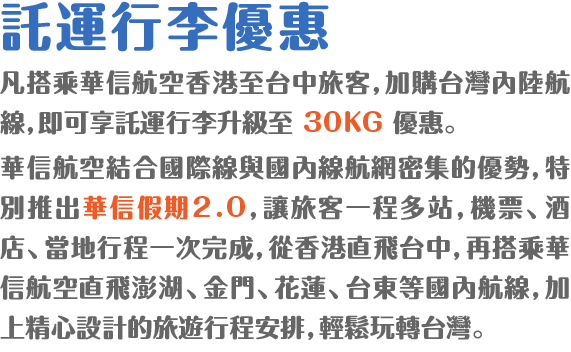 託運行李優惠
凡搭乘華信航空香港至台中旅客，加購台灣內陸航
線，即可享託運行李升級至 30KG 優惠。
華信航空結合國際線與國內線航網密集的優勢，特
別推出華信假期2.0，讓旅客一程多站，機票、酒
店、當地行程一次完成，從香港直飛台中，再搭乘華
信航空直飛澎湖、金門、花蓮、台東等國內航線，加
上精心設計的旅遊行程安排，輕鬆玩轉台灣。